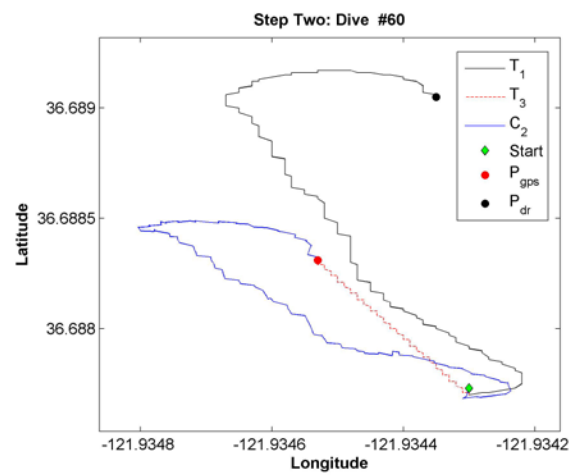 Step Two: Dive #60
T1
T3
C2
Start
Pgps
Pdr
36.689
36.6885
36.688
Latitude
-121.9348
-121.9346
-121.9344
-121.9342
Longitude